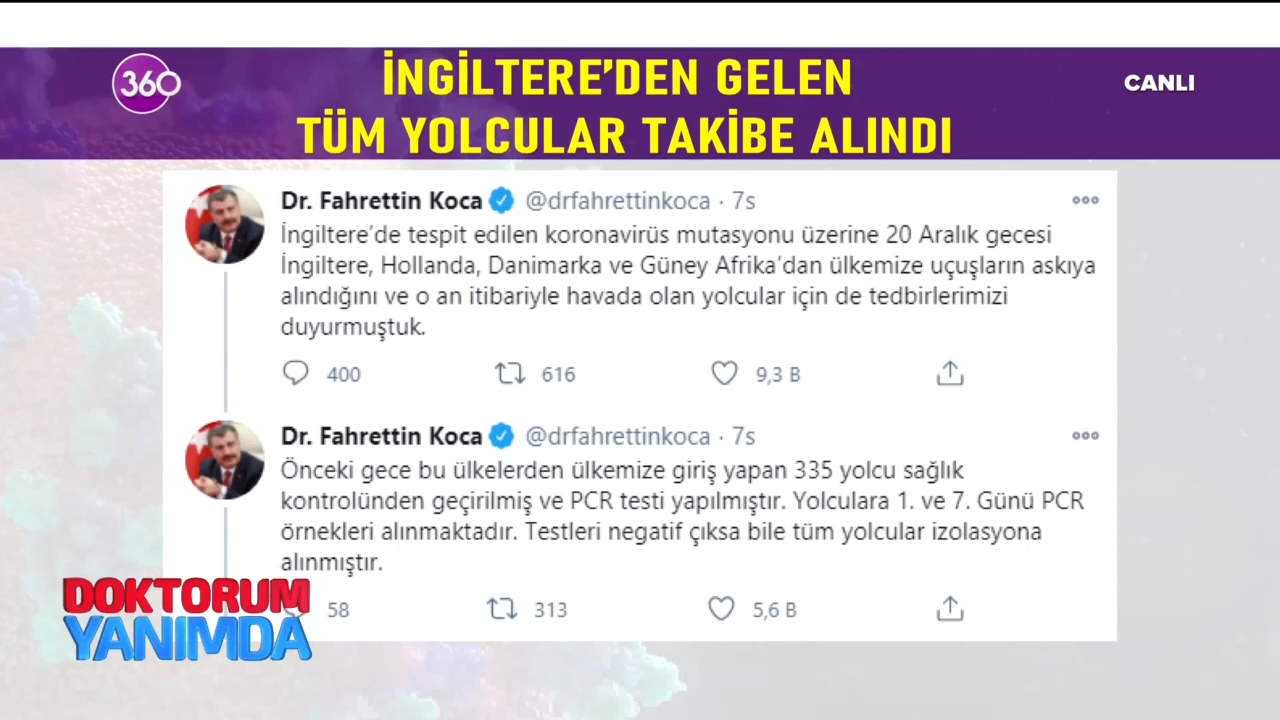 360
İNGİLTERE'DEN GELEN
TÜM YOLCULAR TAKİBE ALINDI
CANLI
Dr. Fahrettin Koca @drfahrettinkoca · 7s
İngiltere'de tespit edilen koronavirüs mutasyonu üzerine 20 Aralık gecesi
İngiltere, Hollanda, Danimarka ve Güney Afrika'dan ülkemize uçuşların askıya
alındığını ve o an itibariyle havada olan yolcular için de tedbirlerimizi
duyurmuştuk.
400 616 9,3 B
Dr. Fahrettin Koca @drfahrettinkoca · 7s
Önceki gece bu ülkelerden ülkemize giriş yapan 335 yolcu sağlık
kontrolünden geçirilmiş ve PCR testi yapılmıştır. Yolculara 1. ve 7. Günü PCR
örnekleri alınmaktadır. Testleri negatif çıksa bile tüm yolcular izolasyona
alınmıştır.
58 313 5,6 B
DOKTORUM
YANIMDA